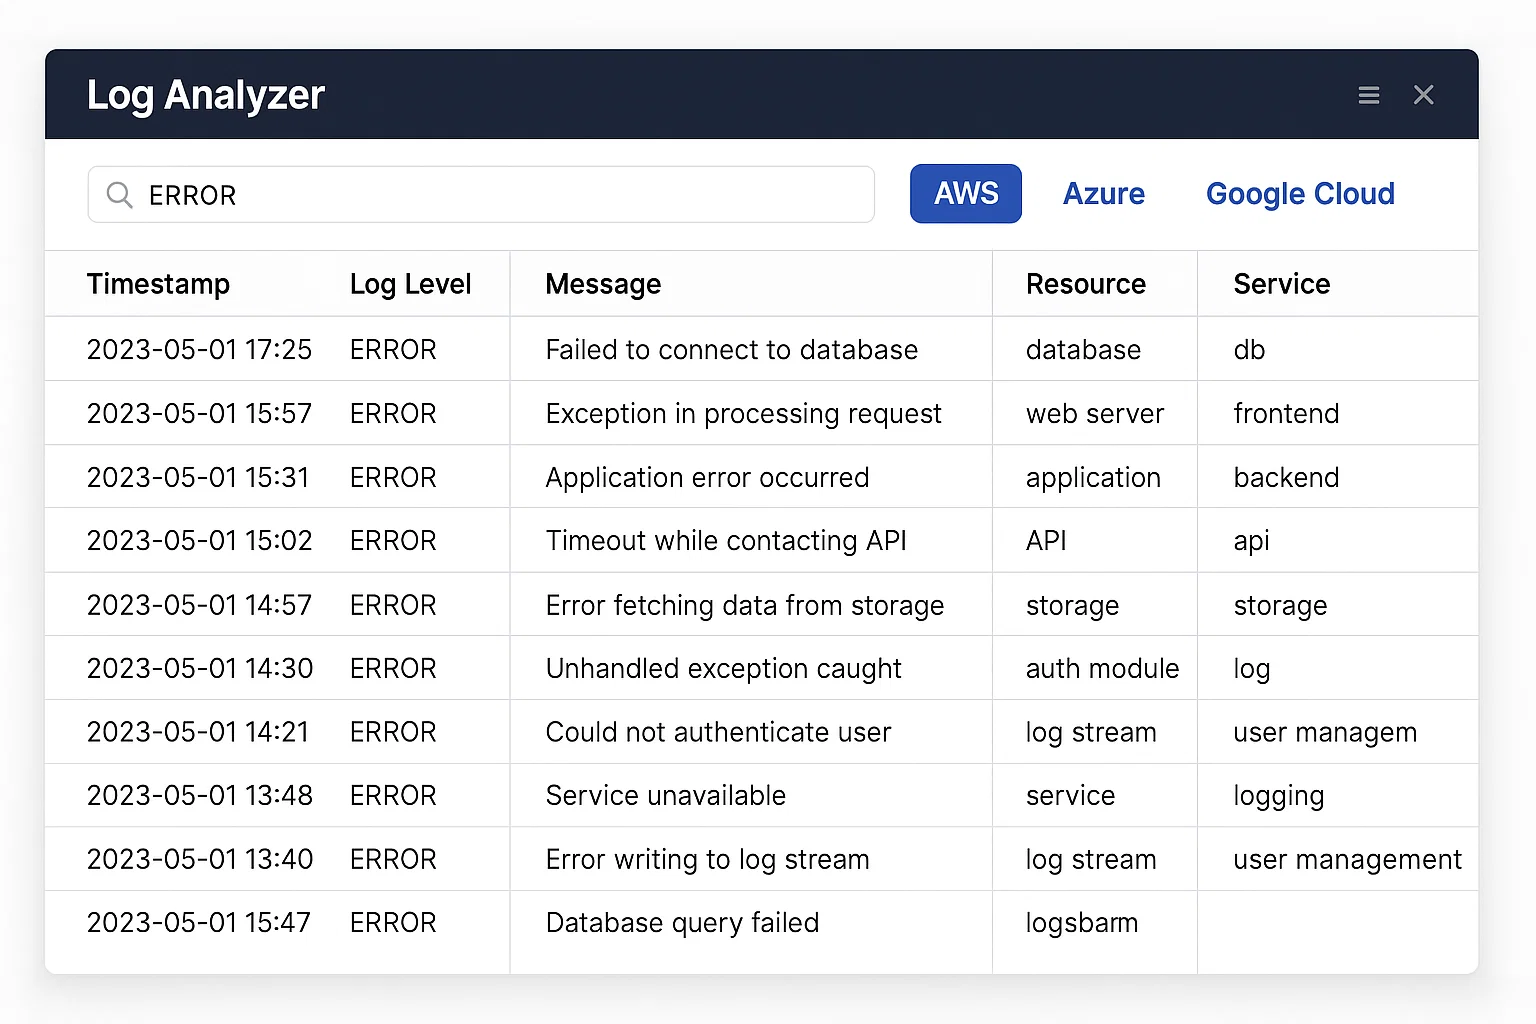 Log Analyzer
ERROR AWS Azure Google Cloud
Timestamp Log Level Message Resource Service
2023-05-01 17:25 ERROR Failed to connect to database database db
2023-05-01 15:57 ERROR Exception in processing request web server frontend
2023-05-01 15:31 ERROR Application error occurred application backend
2023-05-01 15:02 ERROR Timeout while contacting API API api
2023-05-01 14:57 ERROR Error fetching data from storage storage storage
2023-05-01 14:30 ERROR Unhandled exception caught auth module log
2023-05-01 14:21 ERROR Could not authenticate user log stream user managem
2023-05-01 13:48 ERROR Service unavailable service logging
2023-05-01 13:40 ERROR Error writing to log stream log stream user management
2023-05-01 15:47 ERROR Database query failed logsbarm